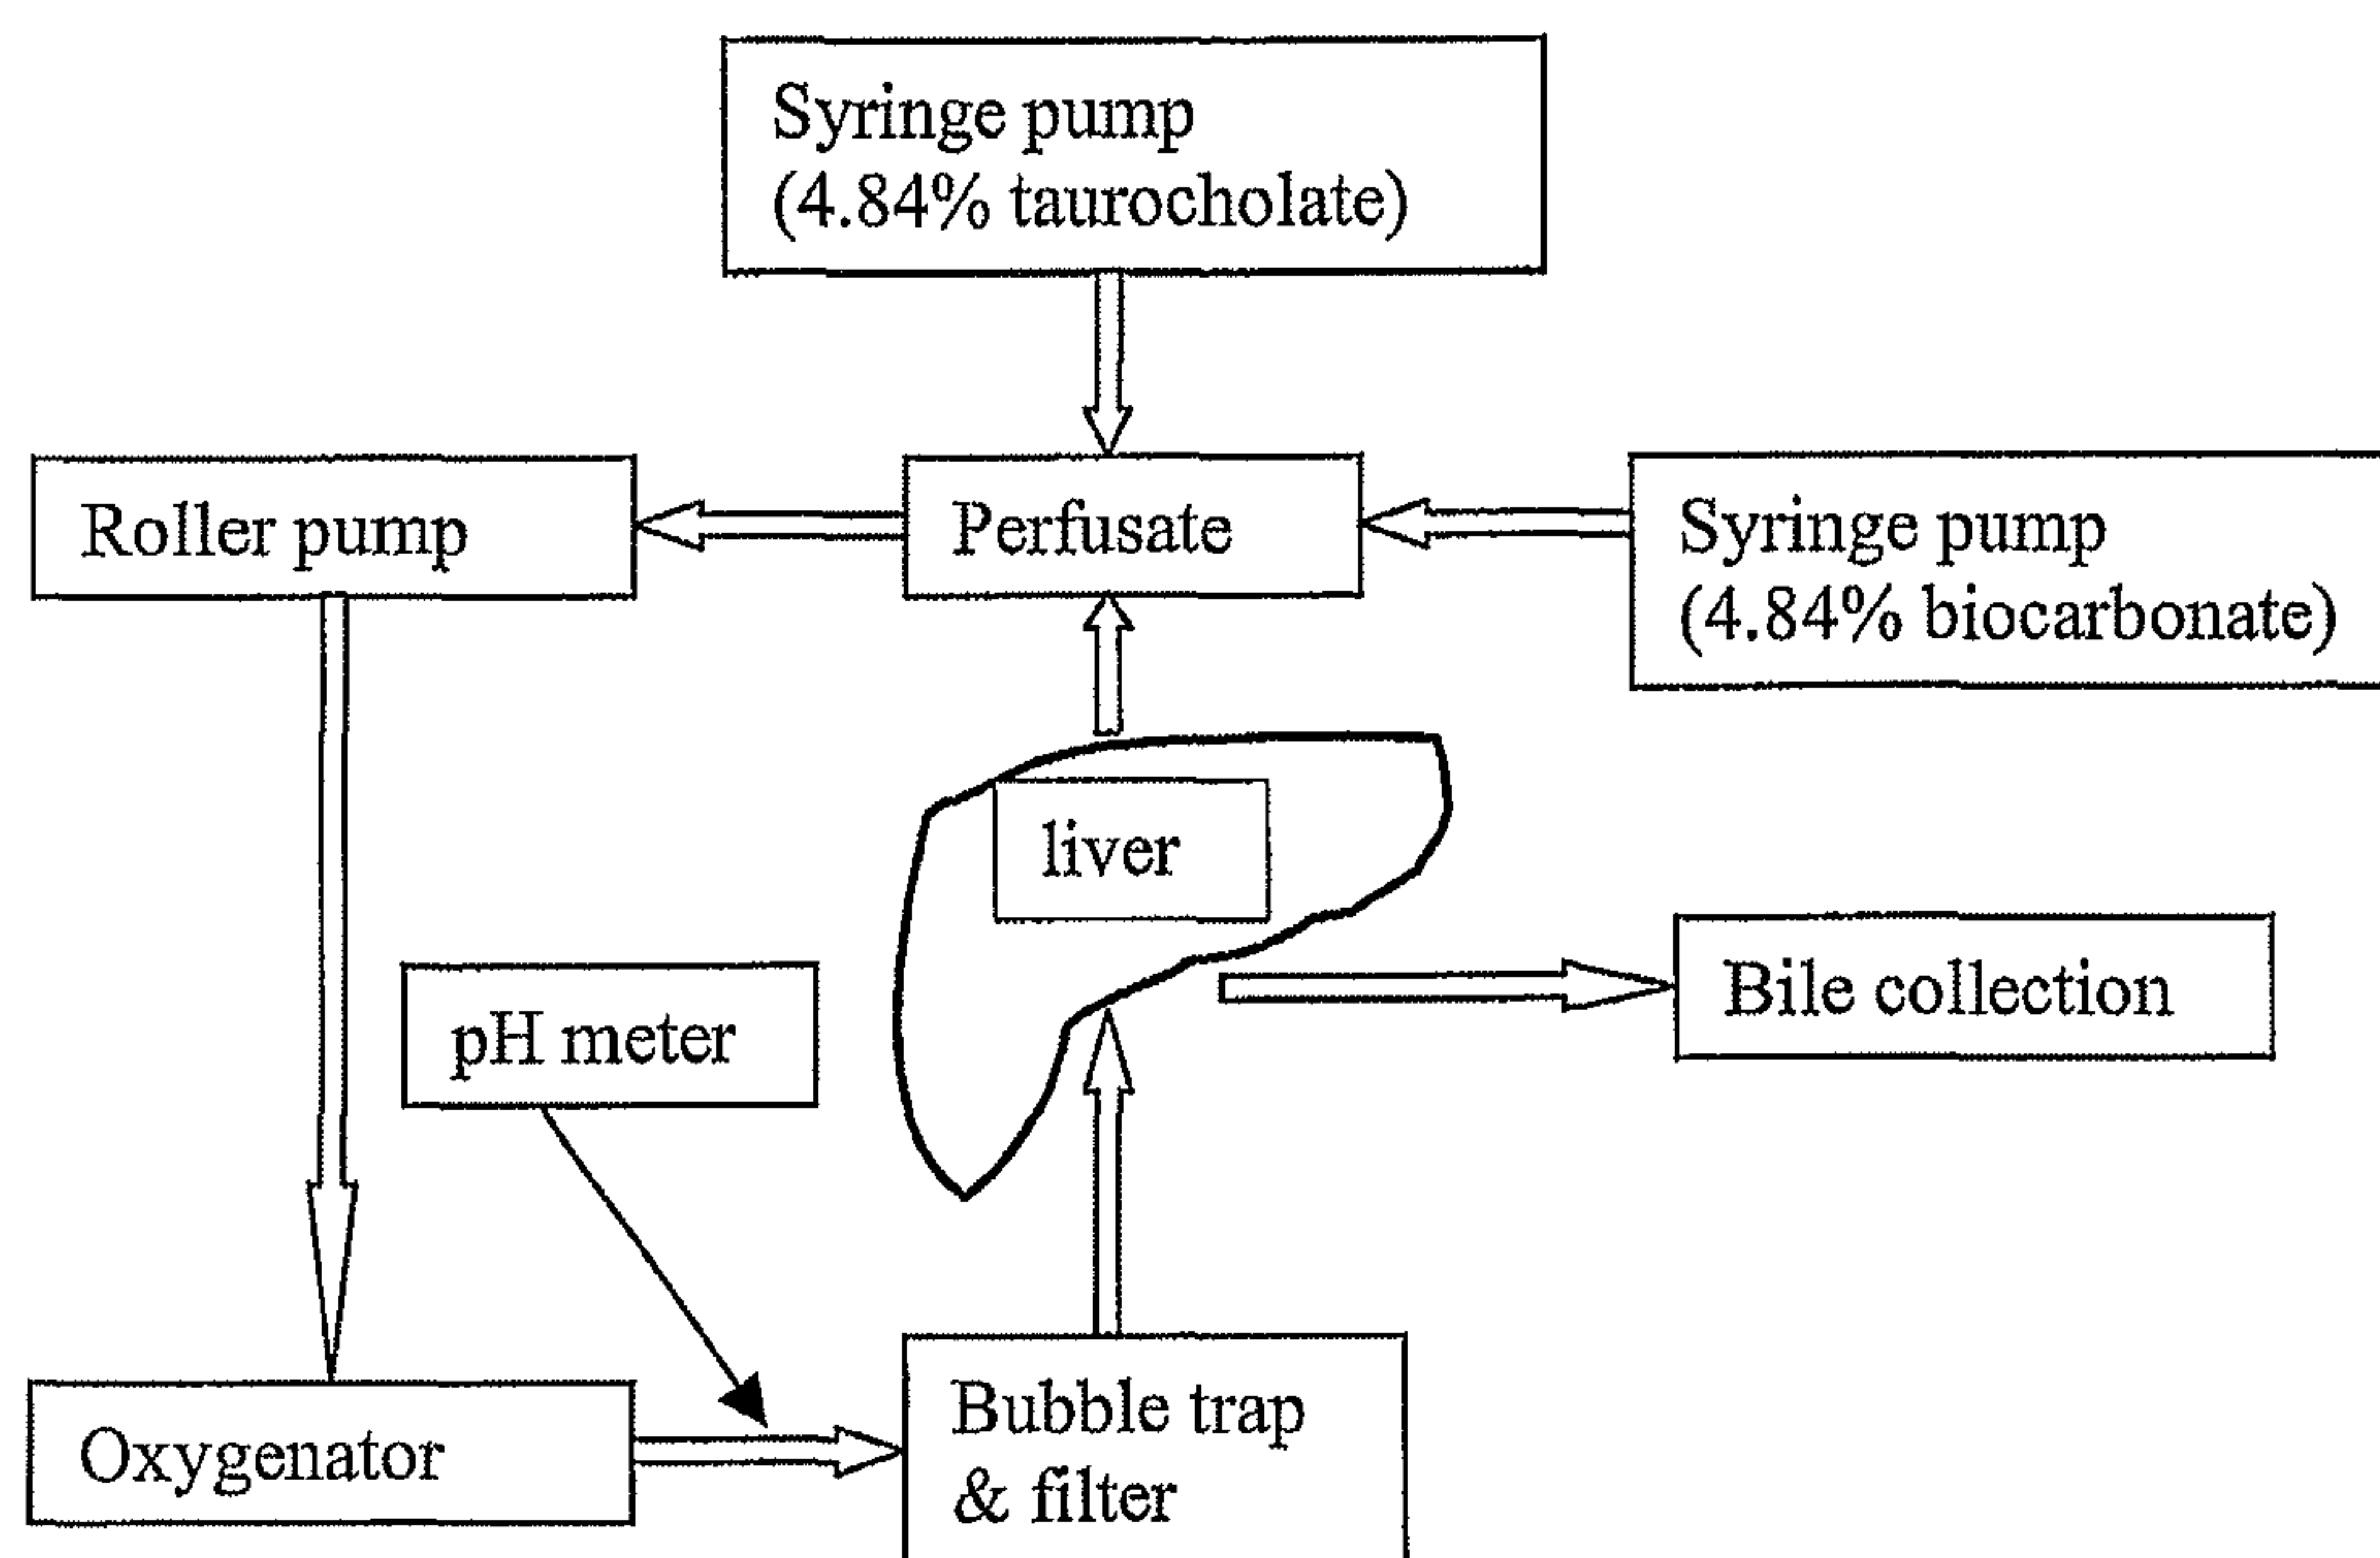 Syringe pump
(4.84% taurocholate)
Roller pump
Perfusate
Syringe pump
(4.84% biocarbonate)
liver
pH meter
Bile collection
Oxygenator
Bubble trap
& filter